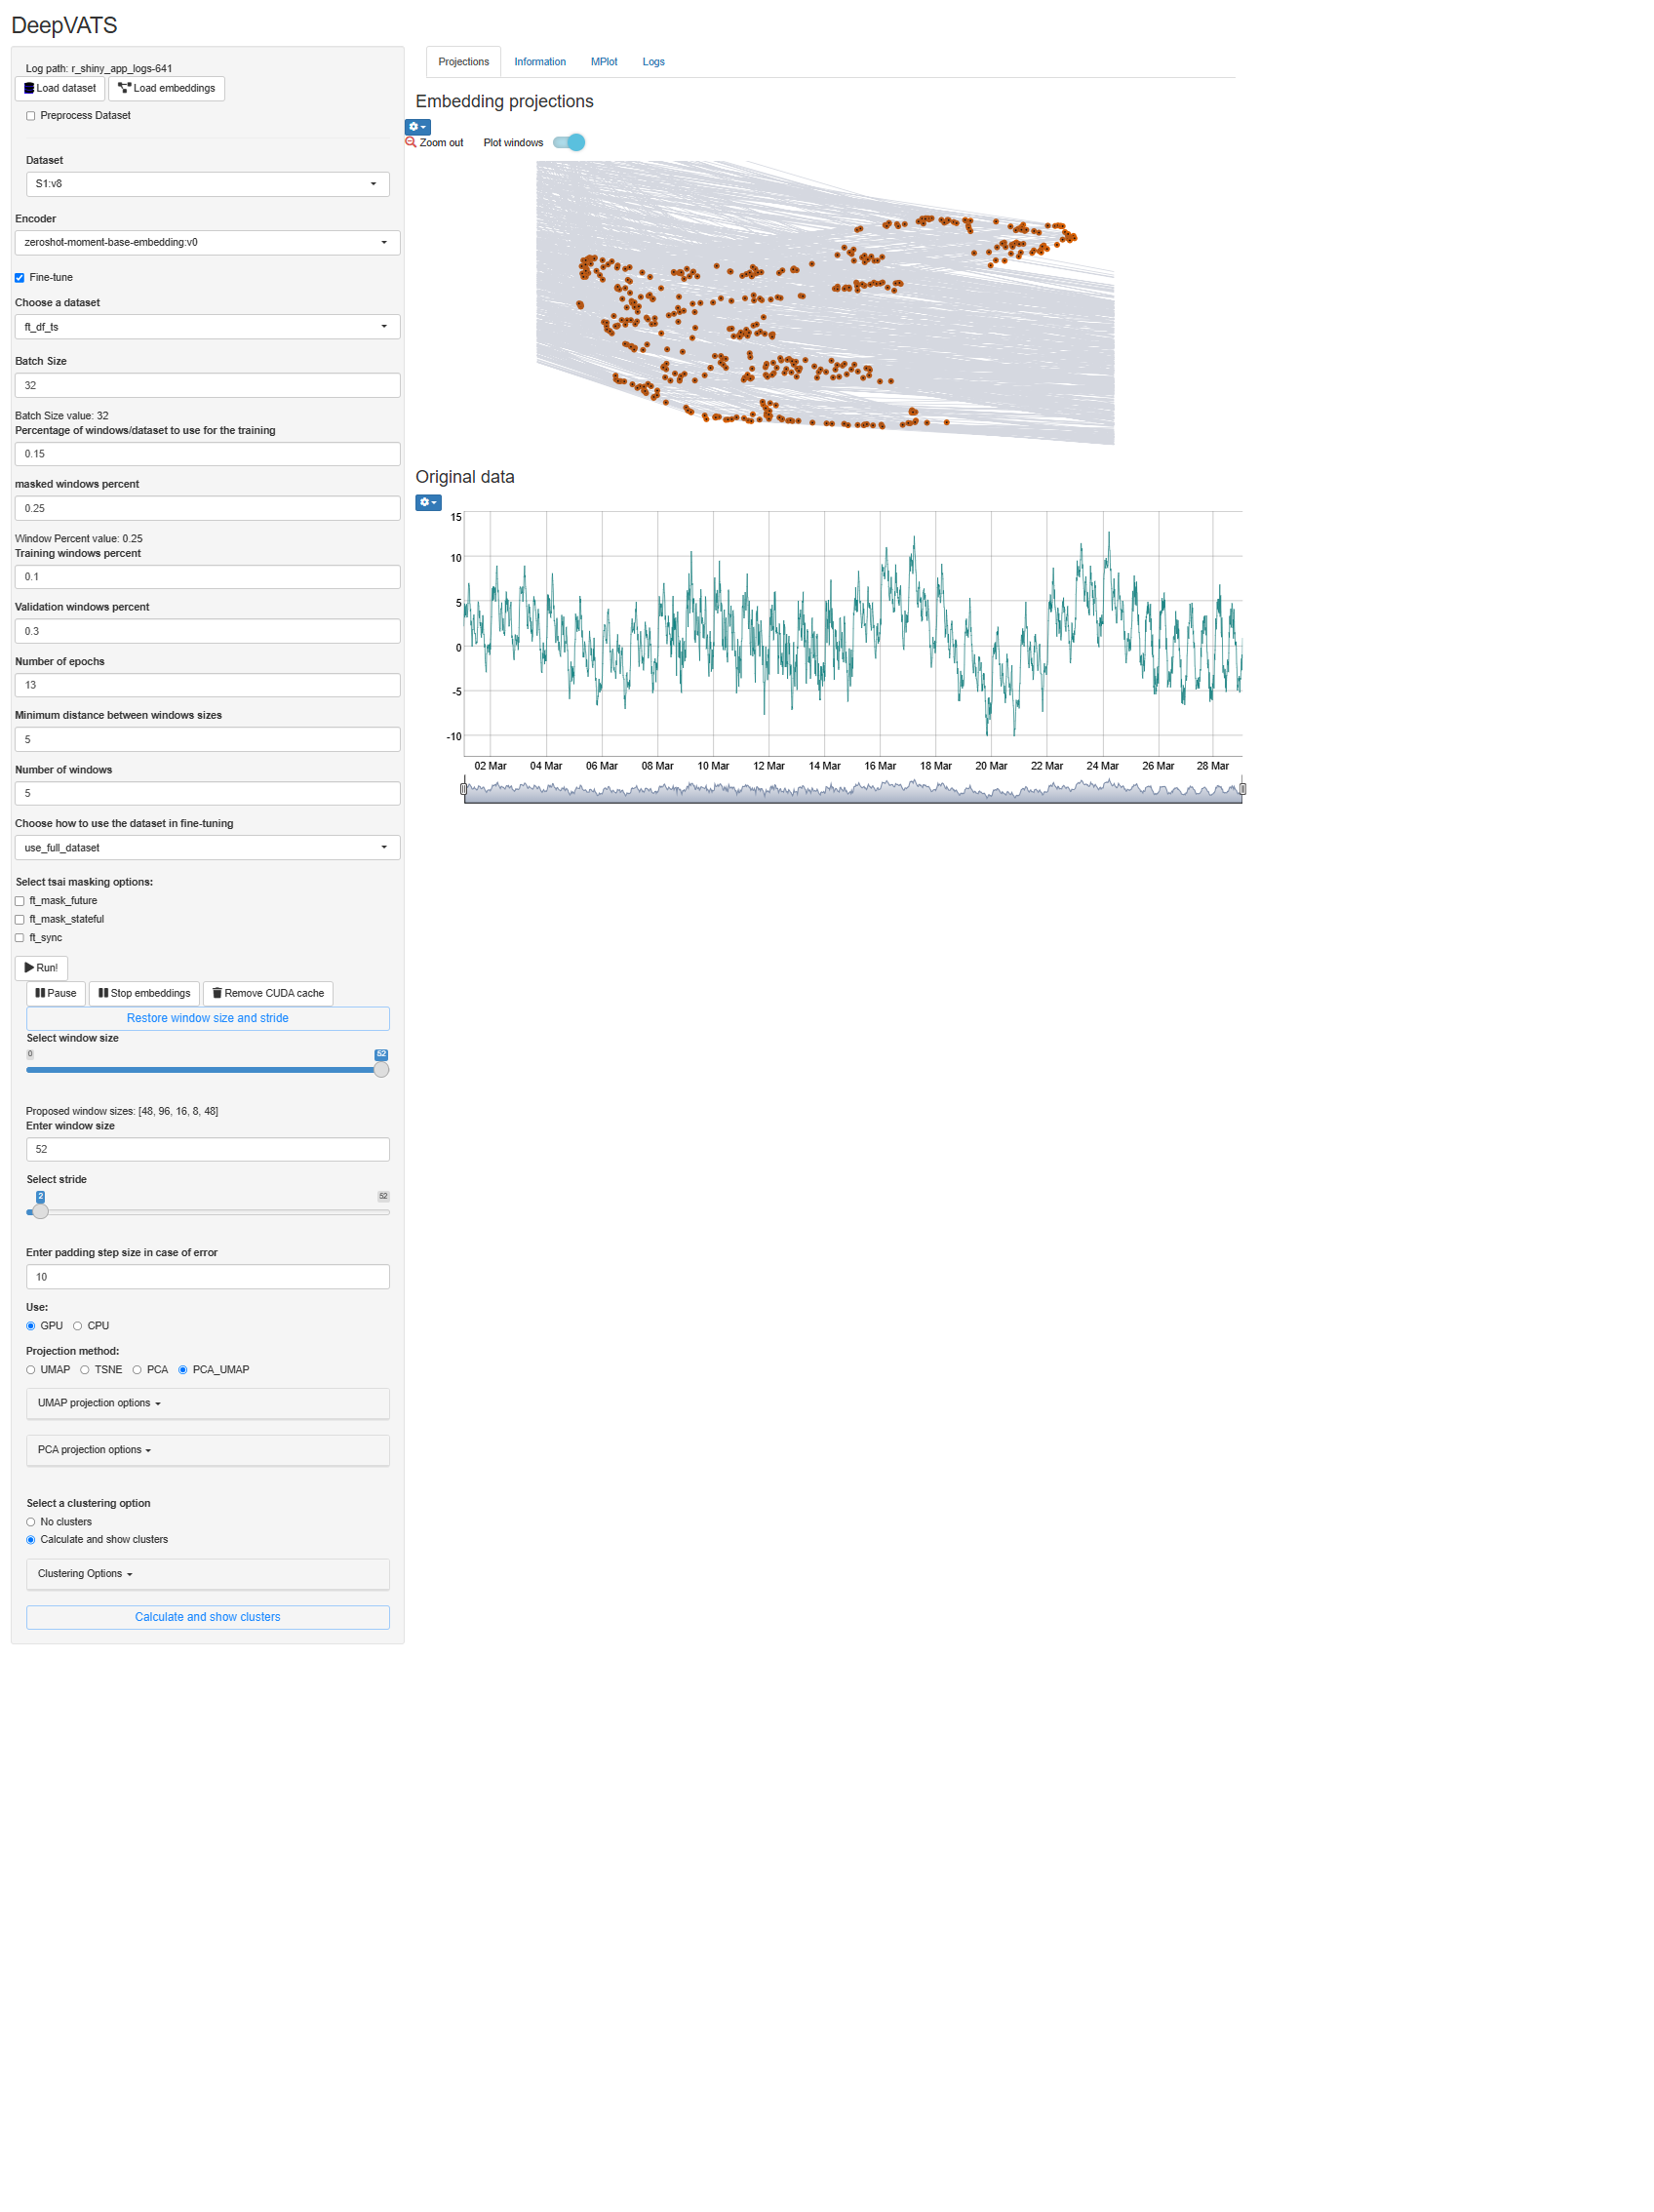 DeepVATS
Log path: r_shiny_app_logs-641
Load dataset
Load embeddings
Preprocess Dataset
Dataset
S1:v8
Encoder
zeroshot-moment-base-embedding:v0
Fine-tune
Choose a dataset
ft_df_ts
Batch Size
32
Batch Size value: 32
Percentage of windows/dataset to use for the training
0.15
masked windows percent
0.25
Window Percent value: 0.25
Training windows percent
0.1
Validation windows percent
0.3
Number of epochs
13
Minimum distance between windows sizes
5
Number of windows
5
Choose how to use the dataset in fine-tuning
use_full_dataset
Select tsai masking options:
ft_mask_future
ft_mask_stateful
ft_sync
Run!
Pause
Stop embeddings
Remove CUDA cache
Restore window size and stride
Select window size
0
52
Proposed window sizes: [48, 96, 16, 8, 48]
Enter window size
52
Select stride
2
52
Enter padding step size in case of error
10
Use:
GPU CPU
Projection method:
UMAP TSNE PCA PCA_UMAP
UMAP projection options
PCA projection options
Select a clustering option
No clusters
Calculate and show clusters
Clustering Options
Calculate and show clusters
Projections Information MPlot Logs
Embedding projections
Zoom out Plot windows
Original data
15
10
5
0
-5
-10
02 Mar 04 Mar 06 Mar 08 Mar 10 Mar 12 Mar 14 Mar 16 Mar 18 Mar 20 Mar 22 Mar 24 Mar 26 Mar 28 Mar